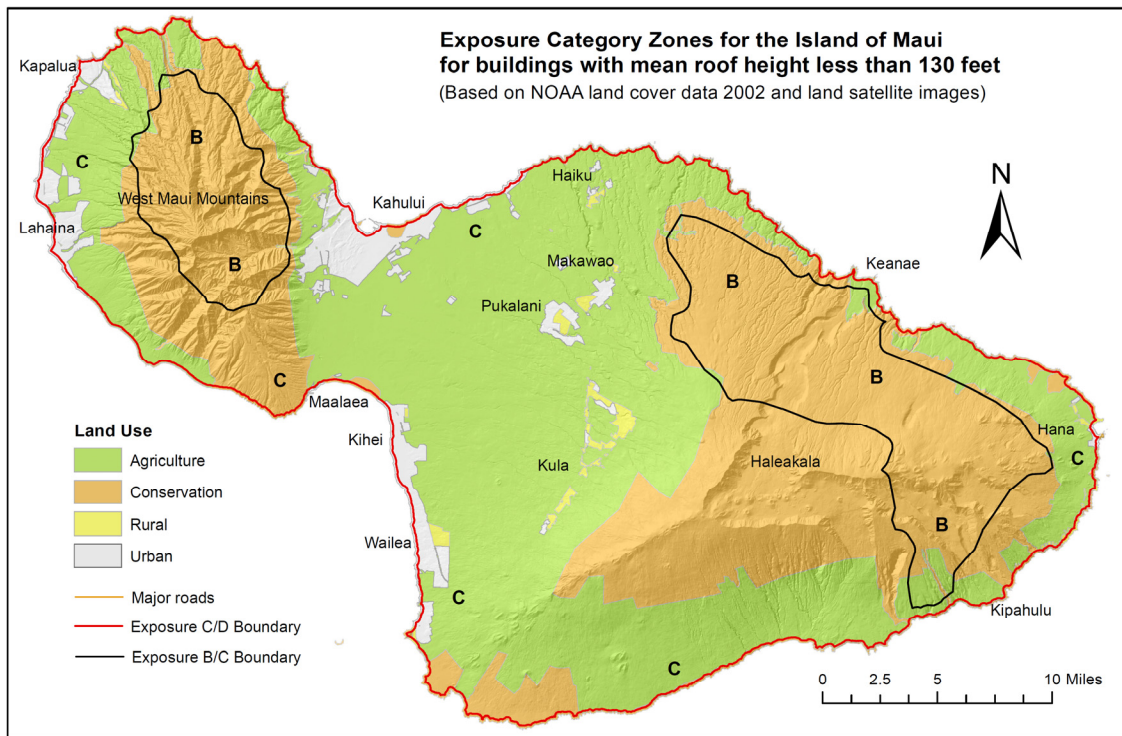 Exposure Category Zones for the Island of Maui
for buildings with mean roof height less than 130 feet
(Based on NOAA land cover data 2002 and land satellite images)
Kapalua
B
C
West Maui Mountains
Lahaina
B
Kahului
Haiku
C
N
Makawao
Pukalani
B
Keanae
B
C
Maalaea
Kihei
Kula
Haleakala
Hana
C
Wailea
B
C
Kipahulu
C
Land Use
Agriculture
Conservation
Rural
Urban
Major roads
Exposure C/D Boundary
Exposure B/C Boundary
0 2.5 5 10 Miles